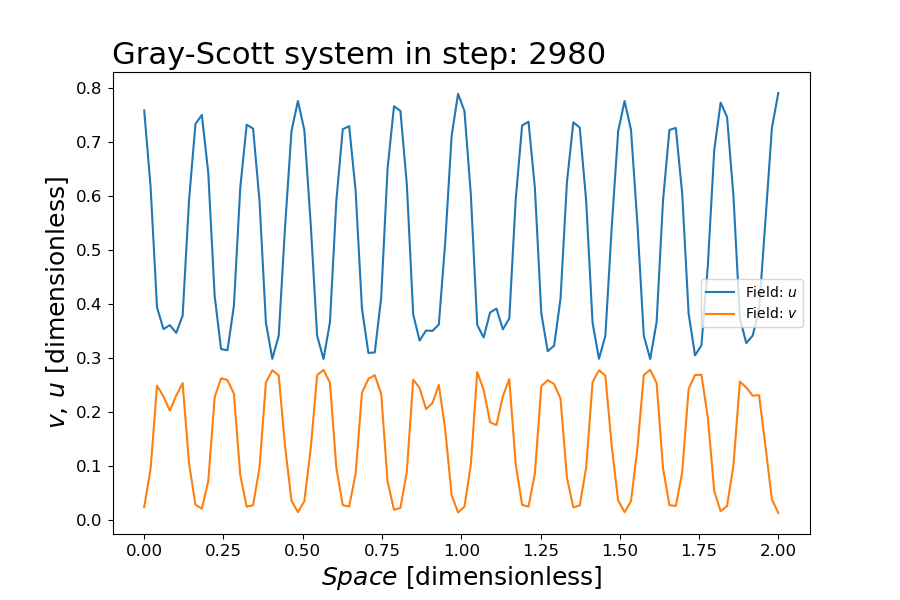 Gray-Scott system in step: 2980
0.8
0.7
0.6
0.5
0.4
0.3
0.2
0.1
0.0
v, u [dimensionless]
Field: u
Field: v
0.00 0.25 0.50 0.75 1.00 1.25 1.50 1.75 2.00
Space [dimensionless]